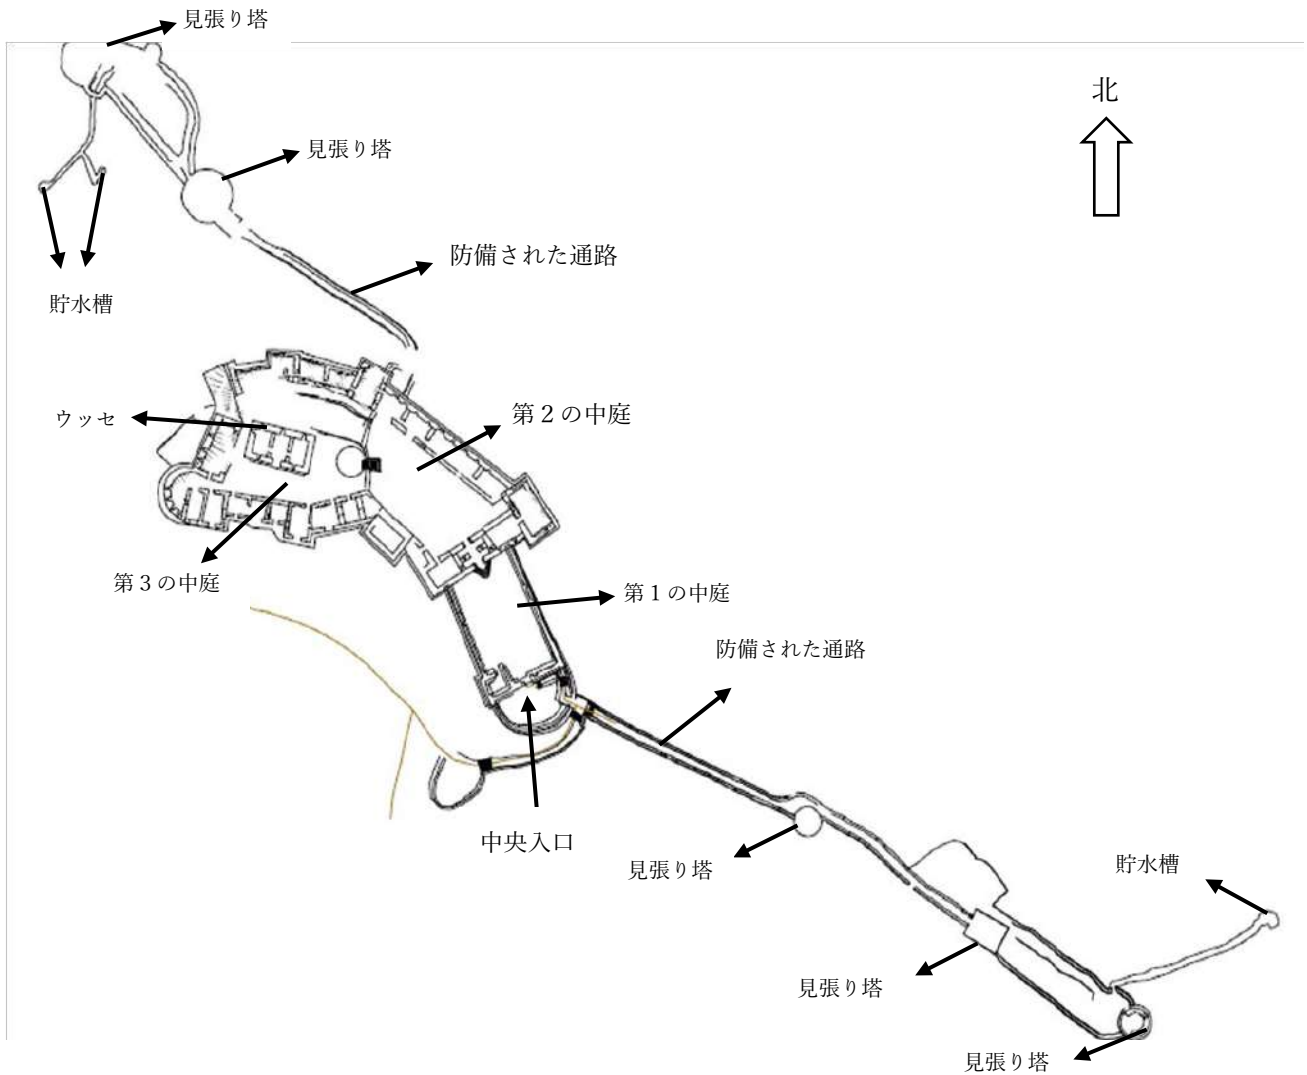 見張り塔
北
見張り塔
防備された通路
貯水槽
ウッセ
第２の中庭
第３の中庭
第１の中庭
防備された通路
中央入口
見張り塔
貯水槽
見張り塔
見張り塔